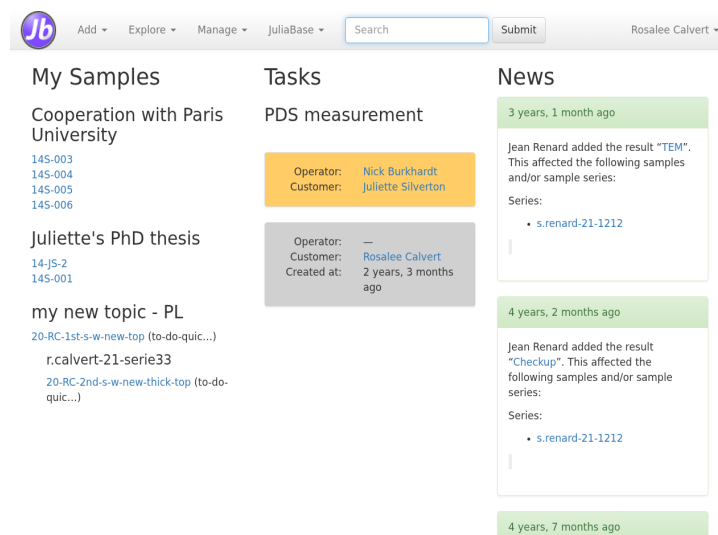 Jb Add Explore Manage JuliaBase Search Submit Rosalee Calvert
My Samples
Cooperation with Paris
University
14S-003
14S-004
14S-005
14S-006
Juliette's PhD thesis
14-JS-2
14S-001
my new topic - PL
20-RC-1st-s-w-new-top (to-do-quic...)
r.calvert-21-serie33
20-RC-2nd-s-w-new-thick-top (to-do-
quic...)
Tasks
PDS measurement
Operator: Nick Burkhardt
Customer: Juliette Silverton
Operator: —
Customer: Rosalee Calvert
Created at: 2 years, 3 months
ago
News
3 years, 1 month ago
Jean Renard added the result “TEM”.
This affected the following samples
and/or sample series:
Series:
• s.renard-21-1212
4 years, 2 months ago
Jean Renard added the result
“Checkup”. This affected the
following samples and/or sample
series:
Series:
• s.renard-21-1212
4 years, 7 months ago